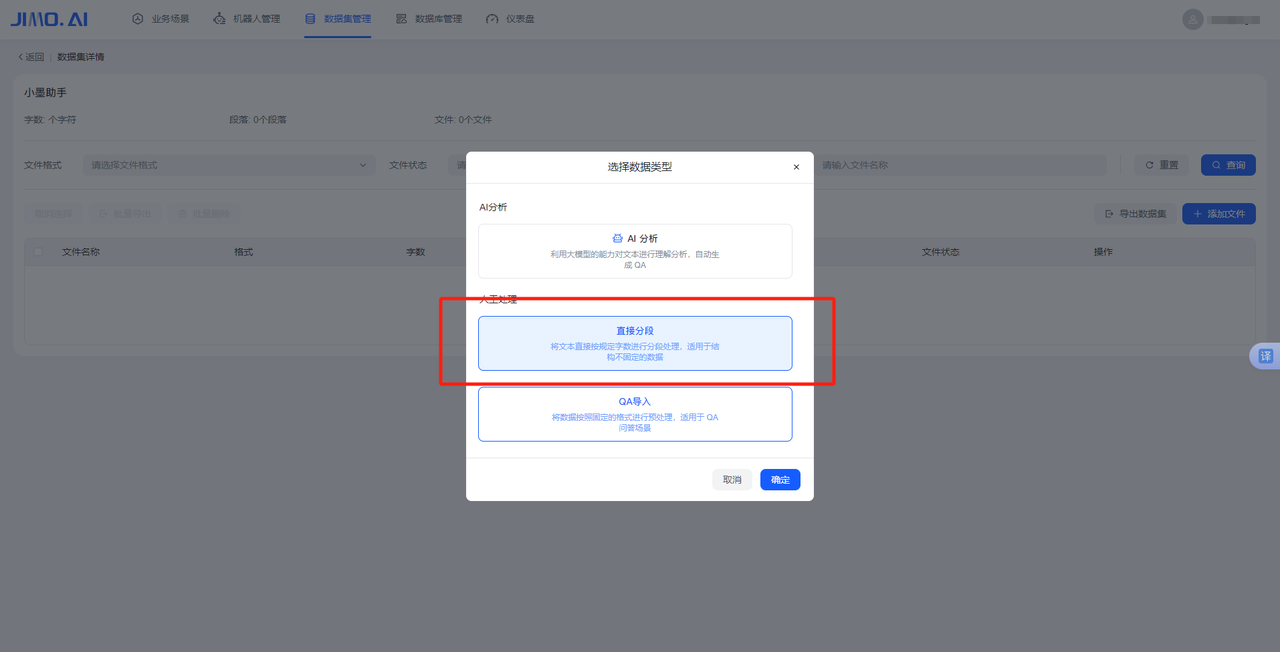 JIMO.AI 业务场景 机器人管理 数据集管理 数据库管理 仪表盘
返回 数据集详情
小墨助手
字数: 个字符 段落: 0个段落 文件: 0个文件
文件格式 请选择文件格式 文件状态 请 请输入文件名称 重置 查询
导出数据集 添加文件
文件名称 格式 字数 文件状态 操作
选择数据类型
AI分析
AI 分析
利用大模型的能力对文本进行理解分析，自动生
成 QA
人工处理
直接分段
将文本直接按规定字数进行分段处理，适用于结
构不固定的数据
QA导入
将数据按照固定的格式进行预处理，适用于 QA
问答场景
取消 确定
译